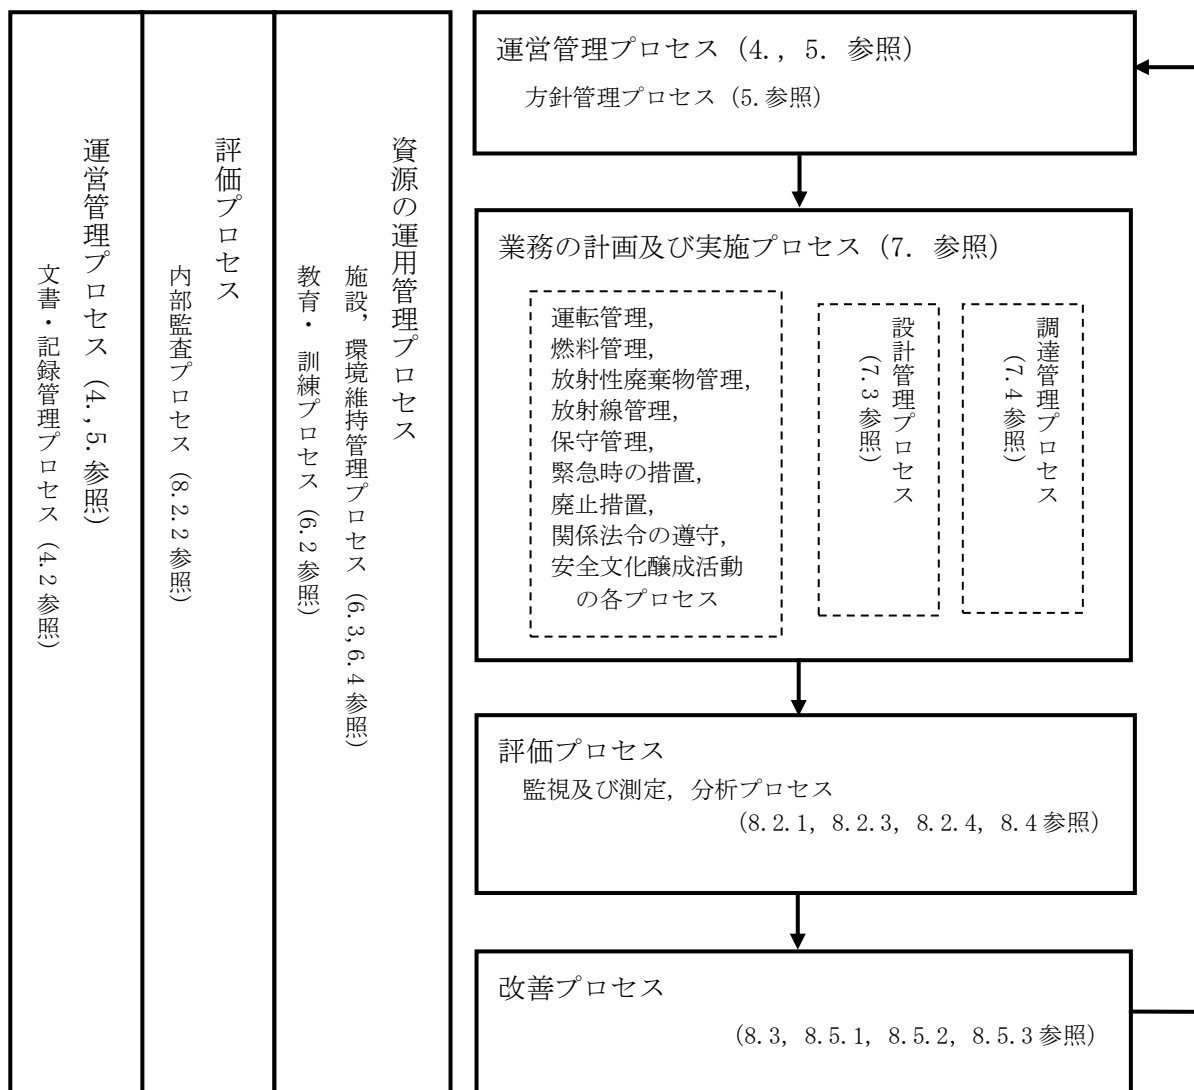 運営管理プロセス（4.，5．参照）
文書・記録管理プロセス（4.2参照）
評価プロセス
内部監査プロセス（8.2.2参照）
資源の運用管理プロセス
施設，環境維持管理プロセス（6.3,6.4参照）
教育・訓練プロセス（6.2参照）
運営管理プロセス（4.，5．参照）
方針管理プロセス（5.参照）
業務の計画及び実施プロセス（7．参照）
運転管理，
燃料管理，
放射性廃棄物管理，
放射線管理，
保守管理，
緊急時の措置，
廃止措置，
関係法令の遵守，
安全文化醸成活動
の各プロセス
設計管理プロセス
（7.3参照）
調達管理プロセス
（7.4参照）
評価プロセス
監視及び測定，分析プロセス
（8.2.1，8.2.3，8.2.4，8.4参照）
改善プロセス
（8.3，8.5.1，8.5.2，8.5.3参照）